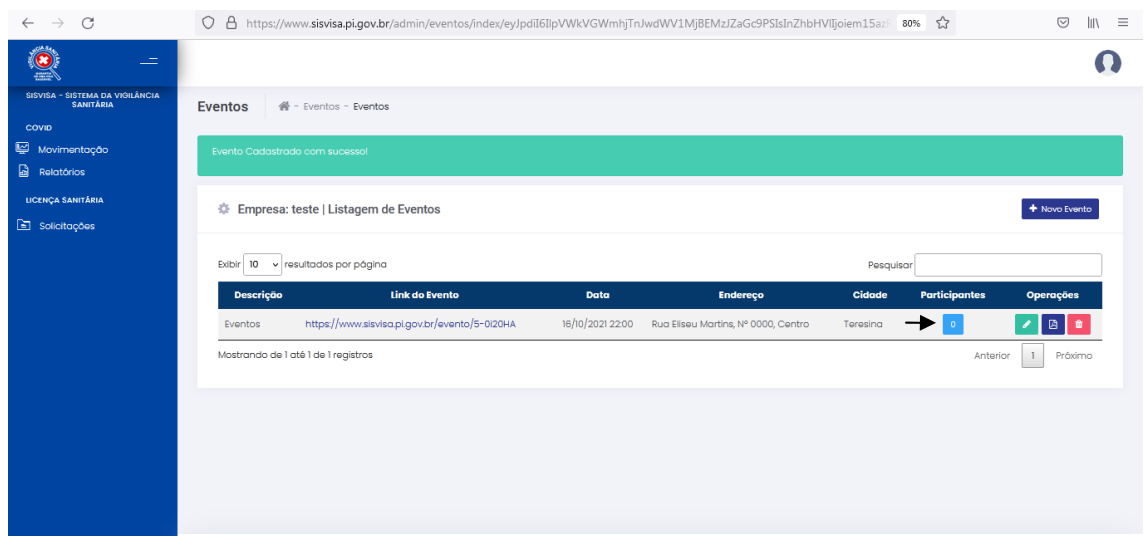 https://www.sisvisa.pi.gov.br/admin/eventos/index/ 80%
SISVISA - SISTEMA DA VIGILÂNCIA
SANITÁRIA
COVID
Movimentação
Relatórios
LICENÇA SANITÁRIA
Solicitações
Eventos - Eventos - Eventos
Evento Cadastrado com sucesso!
Empresa: teste | Listagem de Eventos
+ Novo Evento
Exibir 10 resultados por página
Pesquisar
Descrição Link do Evento Data Endereço Cidade Participantes Operações
Eventos https://www.sisvisa.pi.gov.br/evento/5-0i20HA 16/10/2021 22:00 Rua Eliseu Martins, Nº 0000, Centro Teresina 0
Mostrando de 1 até 1 de 1 registros
Anterior 1 Próximo